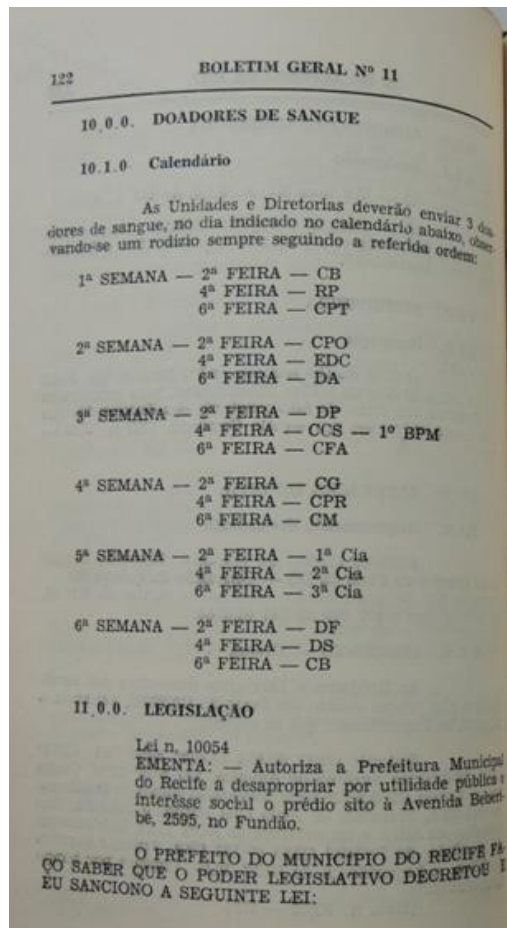 122
BOLETIM GERAL Nº 11
10.0.0. DOADORES DE SANGUE
10.1.0 Calendário
As Unidades e Diretorias deverão enviar 3 doa-
dores de sangue, no dia indicado no calendário abaixo, obser-
vando-se um rodízio sempre seguindo a referida ordem:
1ª SEMANA — 2ª FEIRA — CB
4ª FEIRA — RP
6ª FEIRA — CPT
2ª SEMANA — 2ª FEIRA — CPO
4ª FEIRA — EDC
6ª FEIRA — DA
3ª SEMANA — 2ª FEIRA — DP
4ª FEIRA — CCS — 1º BPM
6ª FEIRA — CFA
4ª SEMANA — 2ª FEIRA — CG
4ª FEIRA — CPR
6ª FEIRA — CM
5ª SEMANA — 2ª FEIRA — 1ª Cia
4ª FEIRA — 2ª Cia
6ª FEIRA — 3ª Cia
6ª SEMANA — 2ª FEIRA — DF
4ª FEIRA — DS
6ª FEIRA — CB
II.0.0. LEGISLAÇÃO
Lei n. 10054
EMENTA: — Autoriza a Prefeitura Municipal
do Recife a desapropriar por utilidade pública e
interêsse social o prédio sito à Avenida Beberi-
be, 2595, no Fundão.
O PREFEITO DO MUNICÍPIO DO RECIFE FA-
ÇO SABER QUE O PODER LEGISLATIVO DECRETOU E
EU SANCIONO A SEGUINTE LEI: